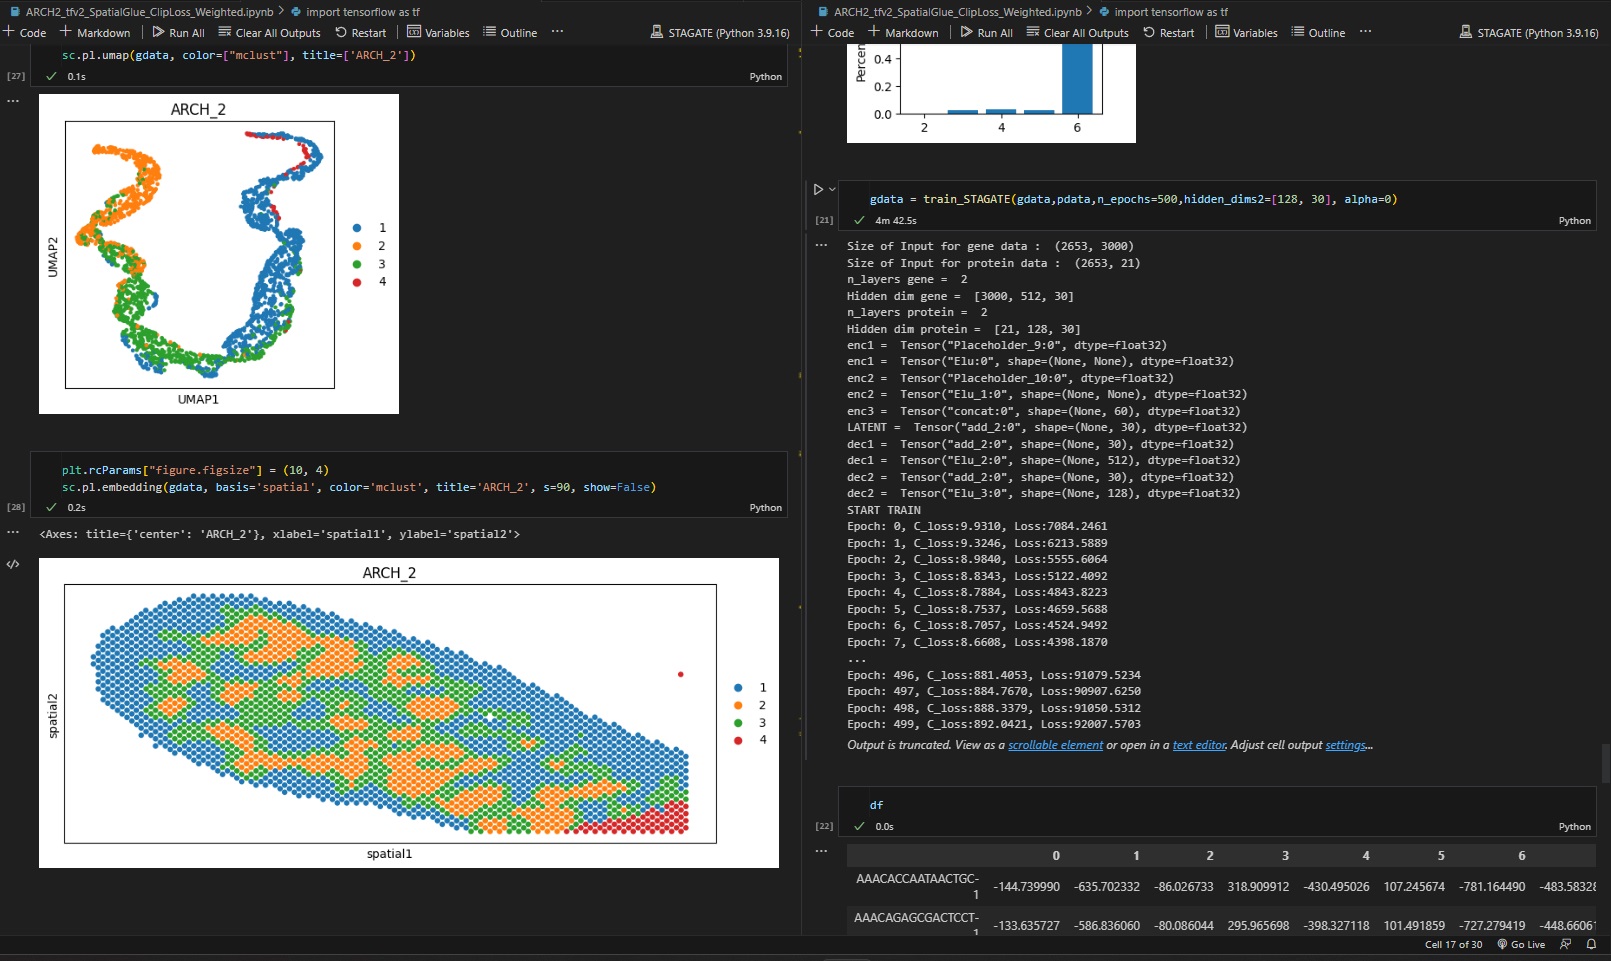 ARCH2_tfv2_SpatialGlue_ClipLoss_Weighted.ipynb > import tensorflow as tf
+ Code + Markdown Run All Clear All Outputs Restart Variables Outline ... STAGATE (Python 3.9.16)
sc.pl.umap(gdata, color=["mclust"], title=['ARCH_2'])
[27] 0.1s Python
ARCH_2
UMAP2
1
2
3
4
UMAP1
plt.rcParams["figure.figsize"] = (10, 4)
sc.pl.embedding(gdata, basis='spatial', color='mclust', title='ARCH_2', s=90, show=False)
[28] 0.2s Python
<Axes: title={'center': 'ARCH_2'}, xlabel='spatial1', ylabel='spatial2'>
ARCH_2
spatial2
1
2
3
4
spatial1
ARCH2_tfv2_SpatialGlue_ClipLoss_Weighted.ipynb > import tensorflow as tf
+ Code + Markdown Run All Clear All Outputs Restart Variables Outline ... STAGATE (Python 3.9.16)
Percen
0.4
0.2
0.0
2 4 6
gdata = train_STAGATE(gdata,pdata,n_epochs=500,hidden_dims2=[128, 30], alpha=0)
[21] 4m 42.5s Python
Size of Input for gene data : (2653, 3000)
Size of Input for protein data : (2653, 21)
n_layers gene = 2
Hidden dim gene = [3000, 512, 30]
n_layers protein = 2
Hidden dim protein = [21, 128, 30]
enc1 = Tensor("Placeholder_9:0", dtype=float32)
enc1 = Tensor("Elu:0", shape=(None, None), dtype=float32)
enc2 = Tensor("Placeholder_10:0", dtype=float32)
enc2 = Tensor("Elu_1:0", shape=(None, None), dtype=float32)
enc3 = Tensor("concat:0", shape=(None, 60), dtype=float32)
LATENT = Tensor("add_2:0", shape=(None, 30), dtype=float32)
dec1 = Tensor("add_2:0", shape=(None, 30), dtype=float32)
dec1 = Tensor("Elu_2:0", shape=(None, 512), dtype=float32)
dec2 = Tensor("add_2:0", shape=(None, 30), dtype=float32)
dec2 = Tensor("Elu_3:0", shape=(None, 128), dtype=float32)
START TRAIN
Epoch: 0, C_loss:9.9310, Loss:7084.2461
Epoch: 1, C_loss:9.3246, Loss:6213.5889
Epoch: 2, C_loss:8.9840, Loss:5555.6064
Epoch: 3, C_loss:8.8343, Loss:5122.4092
Epoch: 4, C_loss:8.7884, Loss:4843.8223
Epoch: 5, C_loss:8.7537, Loss:4659.5688
Epoch: 6, C_loss:8.7057, Loss:4524.9492
Epoch: 7, C_loss:8.6608, Loss:4398.1870
...
Epoch: 496, C_loss:881.4053, Loss:91079.5234
Epoch: 497, C_loss:884.7670, Loss:90907.6250
Epoch: 498, C_loss:888.3379, Loss:91050.5312
Epoch: 499, C_loss:892.0421, Loss:92007.5703
Output is truncated. View as a scrollable element or open in a text editor. Adjust cell output settings...
df
[22] 0.0s Python
0 1 2 3 4 5 6
AAACACCAATAACTGC-1 -144.739990 -635.702332 -86.026733 318.909912 -430.495026 107.245674 -781.164490 -483.58328
AAACAGAGCGACTCCT-1 -133.635727 -586.836060 -80.086044 295.965698 -398.327118 101.491859 -727.279419 -448.66061
Cell 17 of 30 Go Live